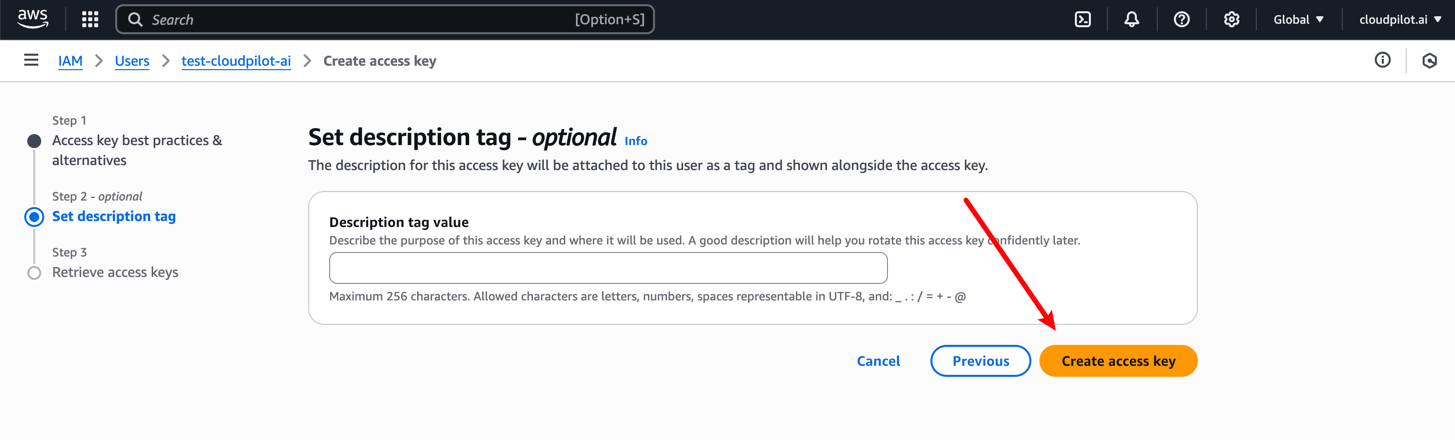 aws
Search [Option+S] Global cloudpilot.ai
IAM Users test-cloudpilot-ai Create access key
Step 1
Access key best practices &
alternatives
Step 2 - optional
Set description tag
Step 3
Retrieve access keys
Set description tag - optional Info
The description for this access key will be attached to this user as a tag and shown alongside the access key.
Description tag value
Describe the purpose of this access key and where it will be used. A good description will help you rotate this access key confidently later.
Maximum 256 characters. Allowed characters are letters, numbers, spaces representable in UTF-8, and: _ . : / = + - @
Cancel Previous Create access key